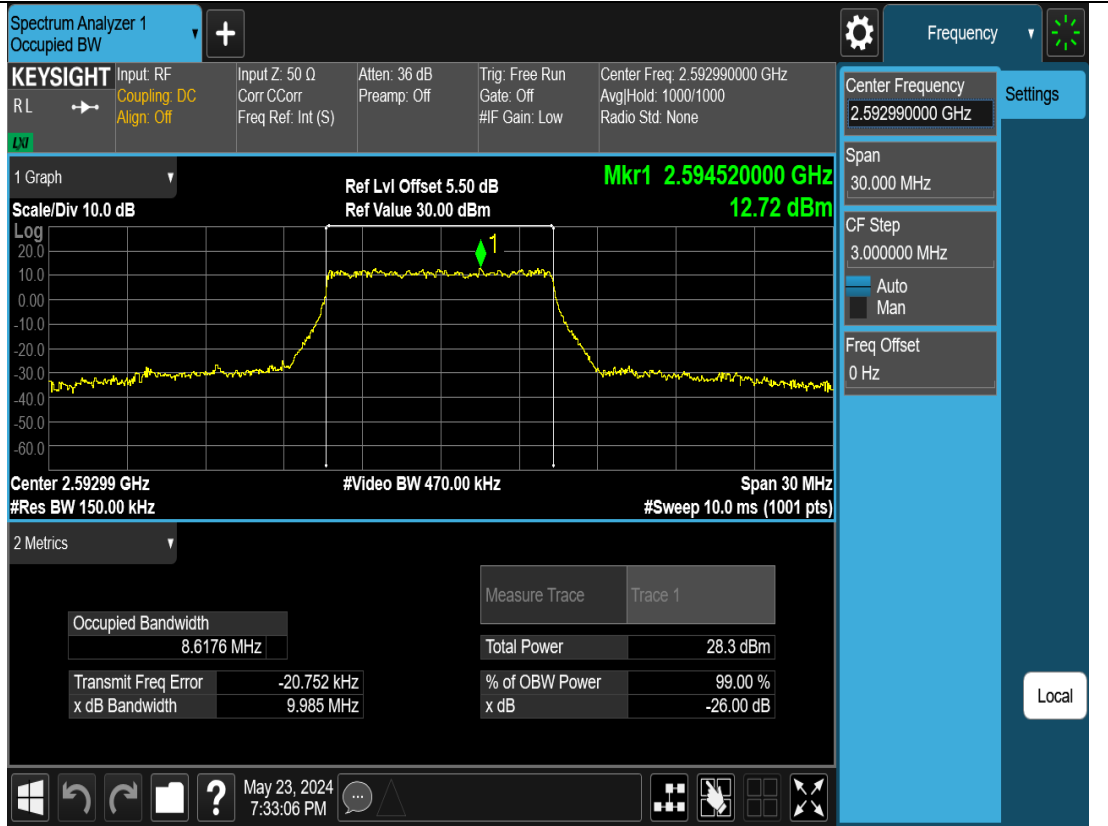 Spectrum Analyzer 1
Occupied BW
+
Frequency
KEYSIGHT
R L
LXI
Input: RF
Coupling: DC
Align: Off
Input Z: 50 Ω
Corr CCorr
Freq Ref: Int (S)
Atten: 36 dB
Preamp: Off
Trig: Free Run
Gate: Off
#IF Gain: Low
Center Freq: 2.592990000 GHz
Avg|Hold: 1000/1000
Radio Std: None
Center Frequency
2.592990000 GHz
Settings
Span
30.000 MHz
CF Step
3.000000 MHz
Auto
Man
Freq Offset
0 Hz
Local
1 Graph
Scale/Div 10.0 dB
Ref Lvl Offset 5.50 dB
Ref Value 30.00 dBm
Mkr1 2.594520000 GHz
12.72 dBm
Log
1
20.0
10.0
0.00
-10.0
-20.0
-30.0
-40.0
-50.0
-60.0
Center 2.59299 GHz
#Res BW 150.00 kHz
#Video BW 470.00 kHz
Span 30 MHz
#Sweep 10.0 ms (1001 pts)
2 Metrics
Measure Trace Trace 1
Occupied Bandwidth
8.6176 MHz
Total Power 28.3 dBm
Transmit Freq Error -20.752 kHz
x dB Bandwidth 9.985 MHz
% of OBW Power 99.00 %
x dB -26.00 dB
?
May 23, 2024
7:33:06 PM